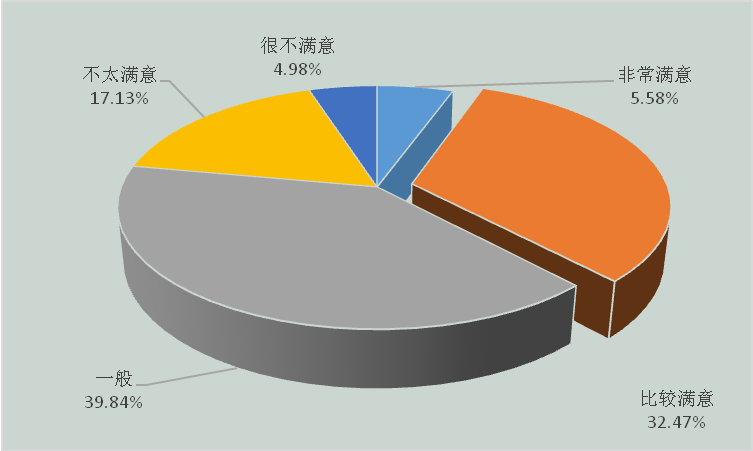 很不满意
4.98%
非常满意
5.58%
不太满意
17.13%
一般
39.84%
比较满意
32.47%